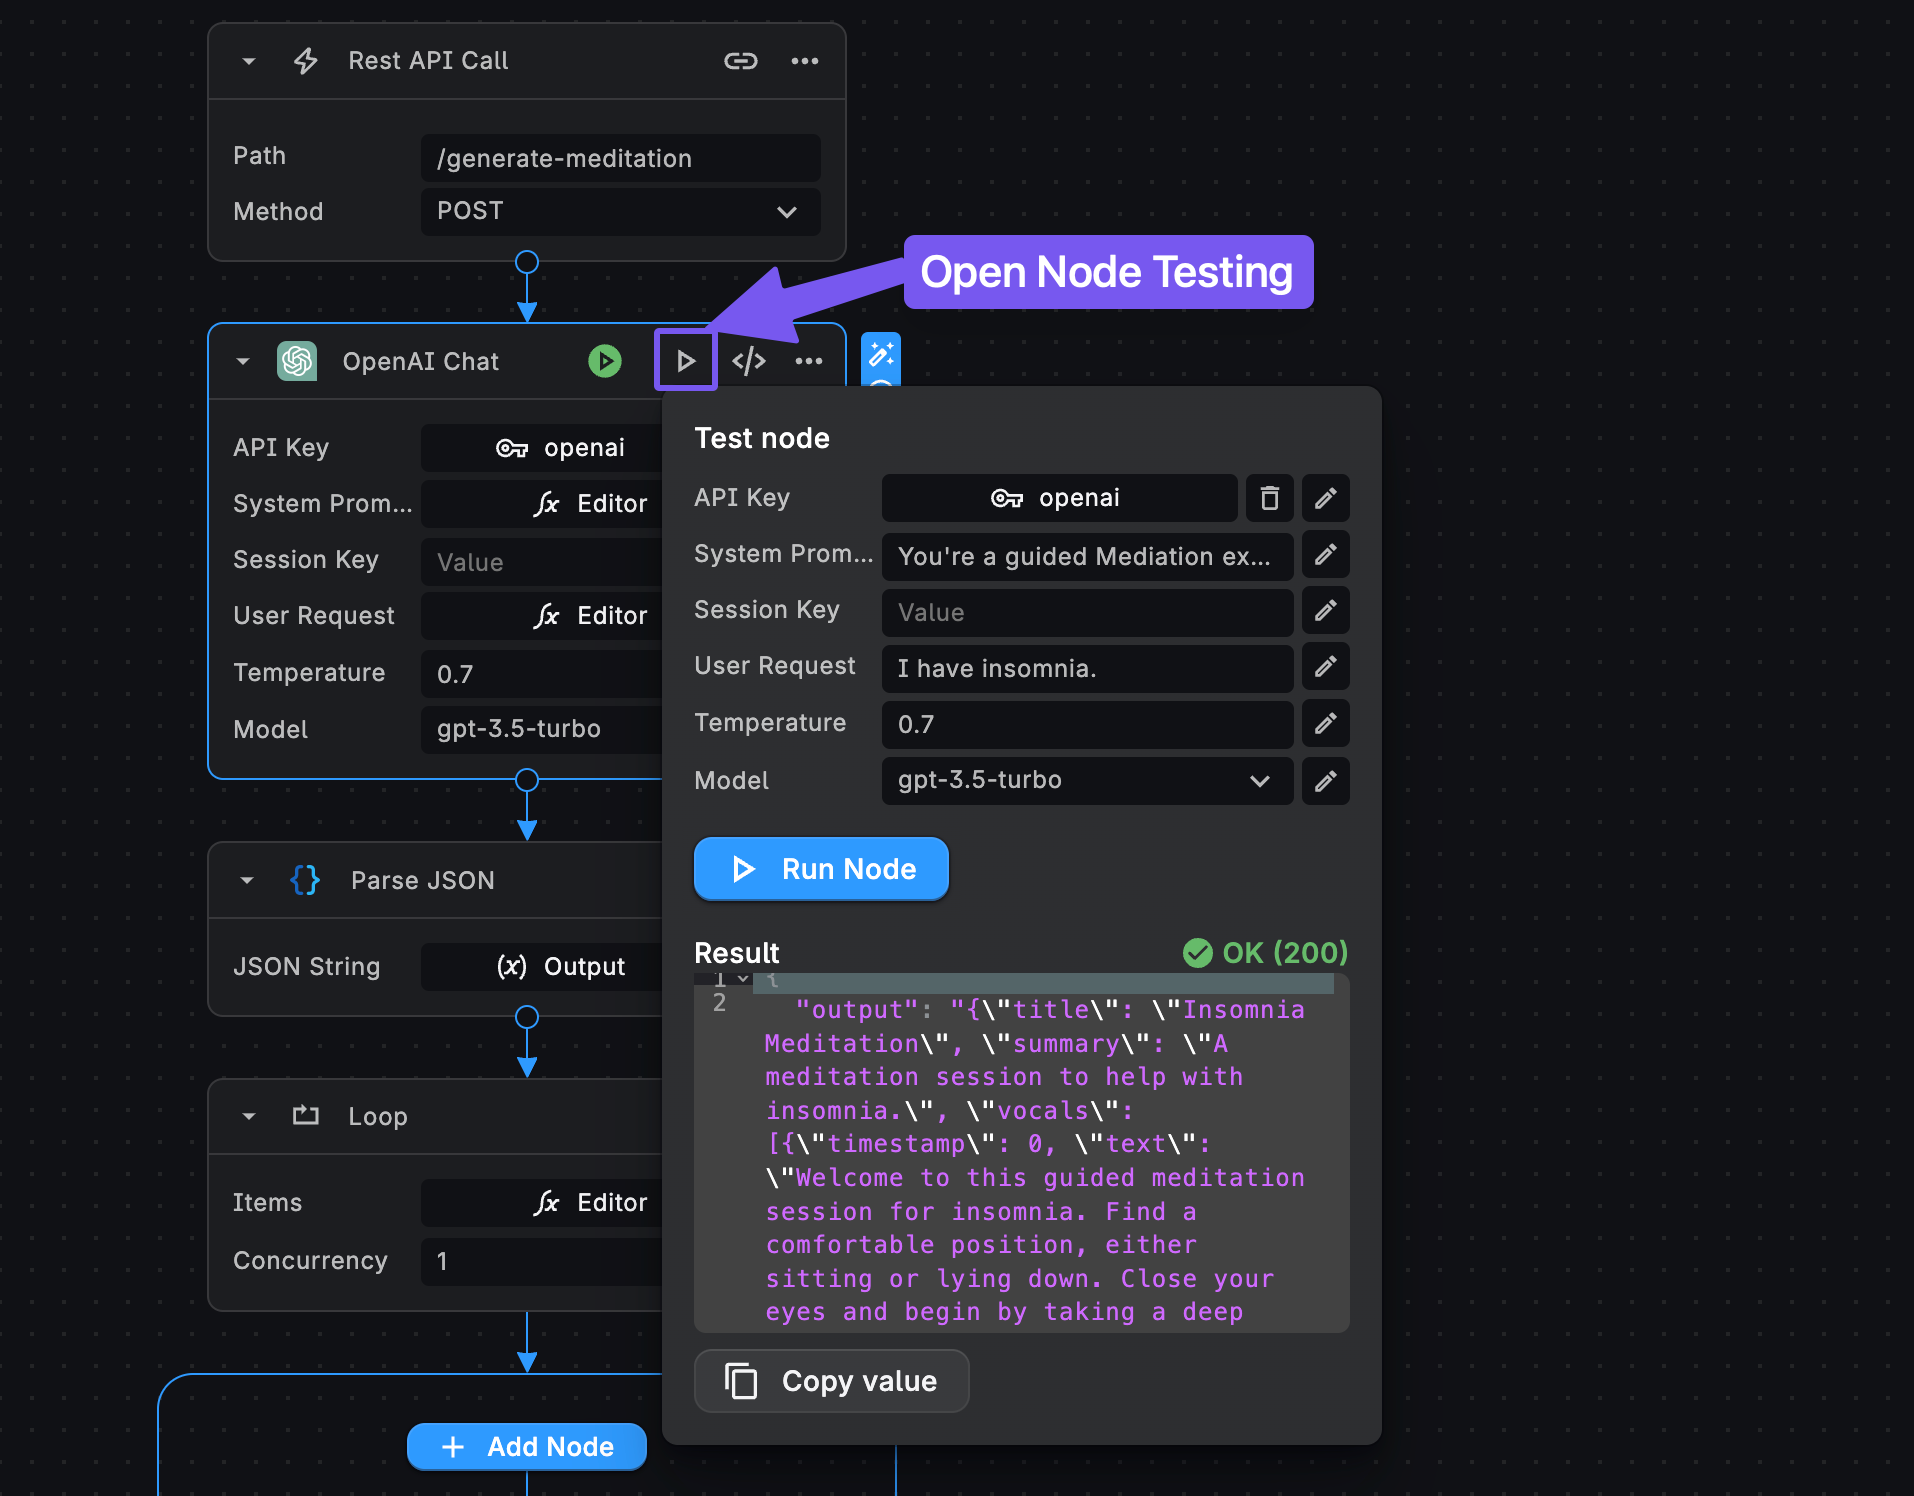 Rest API Call
Path
/generate-meditation
Method
POST
Open Node Testing
OpenAI Chat
API Key
openai
System Prom...
Editor
Session Key
Value
User Request
Editor
Temperature
0.7
Model
gpt-3.5-turbo
Parse JSON
JSON String
(x) Output
Loop
Items
Editor
Concurrency
1
Add Node
Test node
API Key
openai
System Prom...
You're a guided Mediation ex...
Session Key
Value
User Request
I have insomnia.
Temperature
0.7
Model
gpt-3.5-turbo
Run Node
Result
OK (200)
1 {
2 "output": "{\"title\": \"Insomnia
Meditation\", \"summary\": \"A
meditation session to help with
insomnia.\", \"vocals\":
[{\"timestamp\": 0, \"text\":
\"Welcome to this guided meditation
session for insomnia. Find a
comfortable position, either
sitting or lying down. Close your
eyes and begin by taking a deep
Copy value